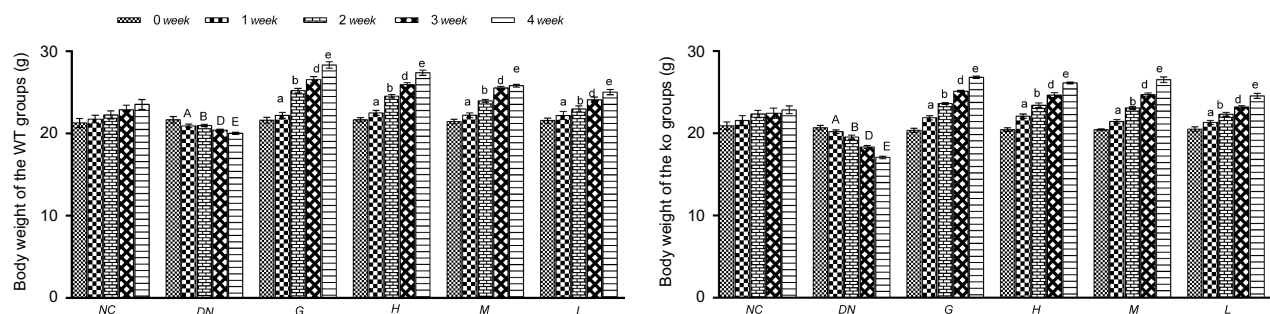 0 week 1 week 2 week 3 week 4 week
Body weight of the WT groups (g)
30
20
10
0
A B D E
a b d e
a b d e
a b d e
a b d e
NC DN G H M L
Body weight of the Ko groups (g)
30
20
10
0
A B D E
a b d e
a b d e
a b d e
a b d e
NC DN G H M L